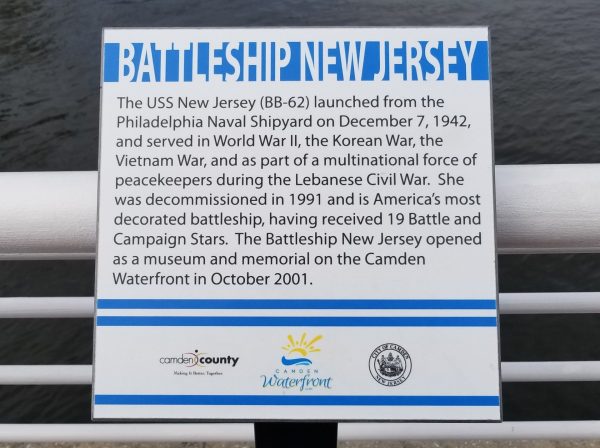 BATTLESHIP NEW JERSEY
The USS New Jersey (BB-62) launched from the
Philadelphia Naval Shipyard on December 7, 1942,
and served in World War II, the Korean War, the
Vietnam War, and as part of a multinational force of
peacekeepers during the Lebanese Civil War. She
was decommissioned in 1991 and is America's most
decorated battleship, having received 19 Battle and
Campaign Stars. The Battleship New Jersey opened
as a museum and memorial on the Camden
Waterfront in October 2001.
camden county
Making It Better, Together
CAMDEN
Waterfront
CITY OF CAMDEN
NEW JERSEY